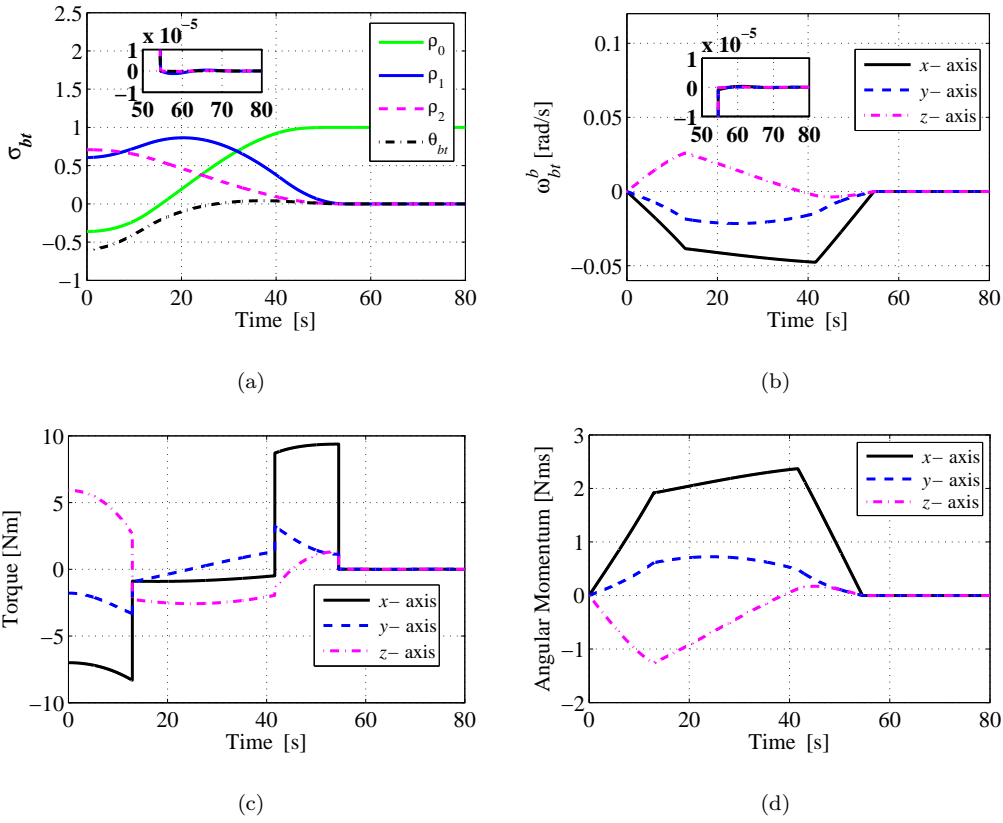 2.5
2
1.5
1
0.5
0
−0.5
−1
σbt
1
0
−1
x 10−5
50 60 70 80
ρ0
ρ1
ρ2
θbt
0 20 40 60 80
Time [s]
(a)
0.1
0.05
0
−0.05
ωbbt [rad/s]
1
0
−1
x 10−5
50 60 70 80
x− axis
y− axis
z− axis
0 20 40 60 80
Time [s]
(b)
10
5
0
−5
−10
Torque [Nm]
x− axis
y− axis
z− axis
0 20 40 60 80
Time [s]
(c)
3
2
1
0
−1
−2
Angular Momentum [Nms]
x− axis
y− axis
z− axis
0 20 40 60 80
Time [s]
(d)